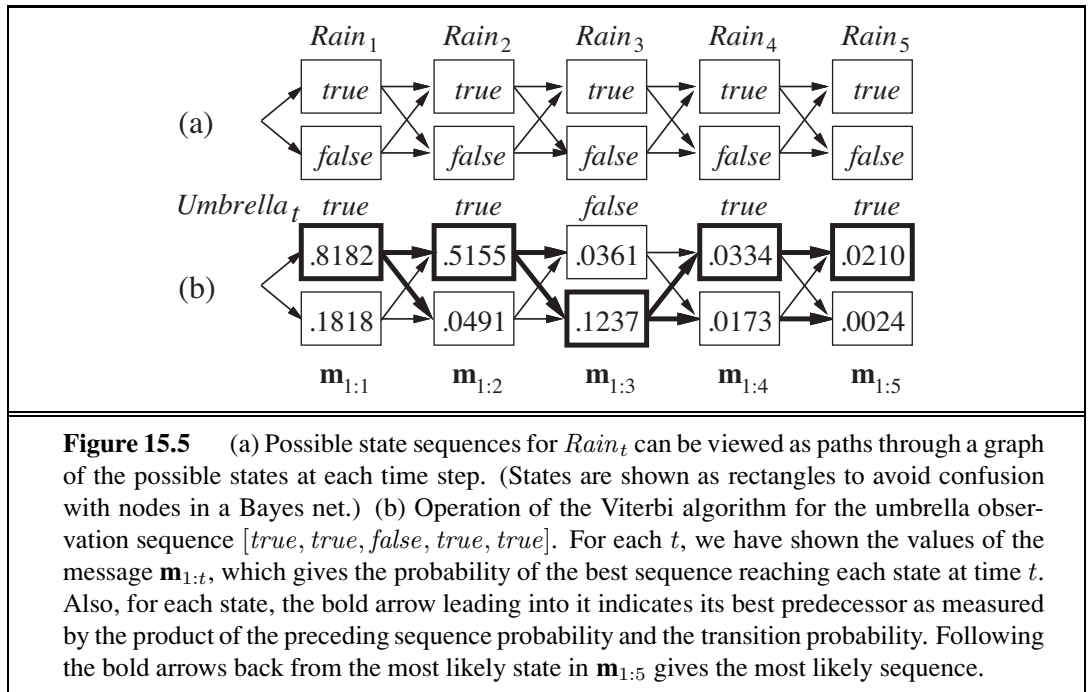 Rain1 Rain2 Rain3 Rain4 Rain5
true true true true true
(a)
false false false false false
Umbrellat true true false true true
.8182 .5155 .0361 .0334 .0210
(b)
.1818 .0491 .1237 .0173 .0024
m1:1 m1:2 m1:3 m1:4 m1:5
Figure 15.5 (a) Possible state sequences for Raint can be viewed as paths through a graph
of the possible states at each time step. (States are shown as rectangles to avoid confusion
with nodes in a Bayes net.) (b) Operation of the Viterbi algorithm for the umbrella obser-
vation sequence [true, true, false, true, true]. For each t, we have shown the values of the
message m1:t, which gives the probability of the best sequence reaching each state at time t.
Also, for each state, the bold arrow leading into it indicates its best predecessor as measured
by the product of the preceding sequence probability and the transition probability. Following
the bold arrows back from the most likely state in m1:5 gives the most likely sequence.